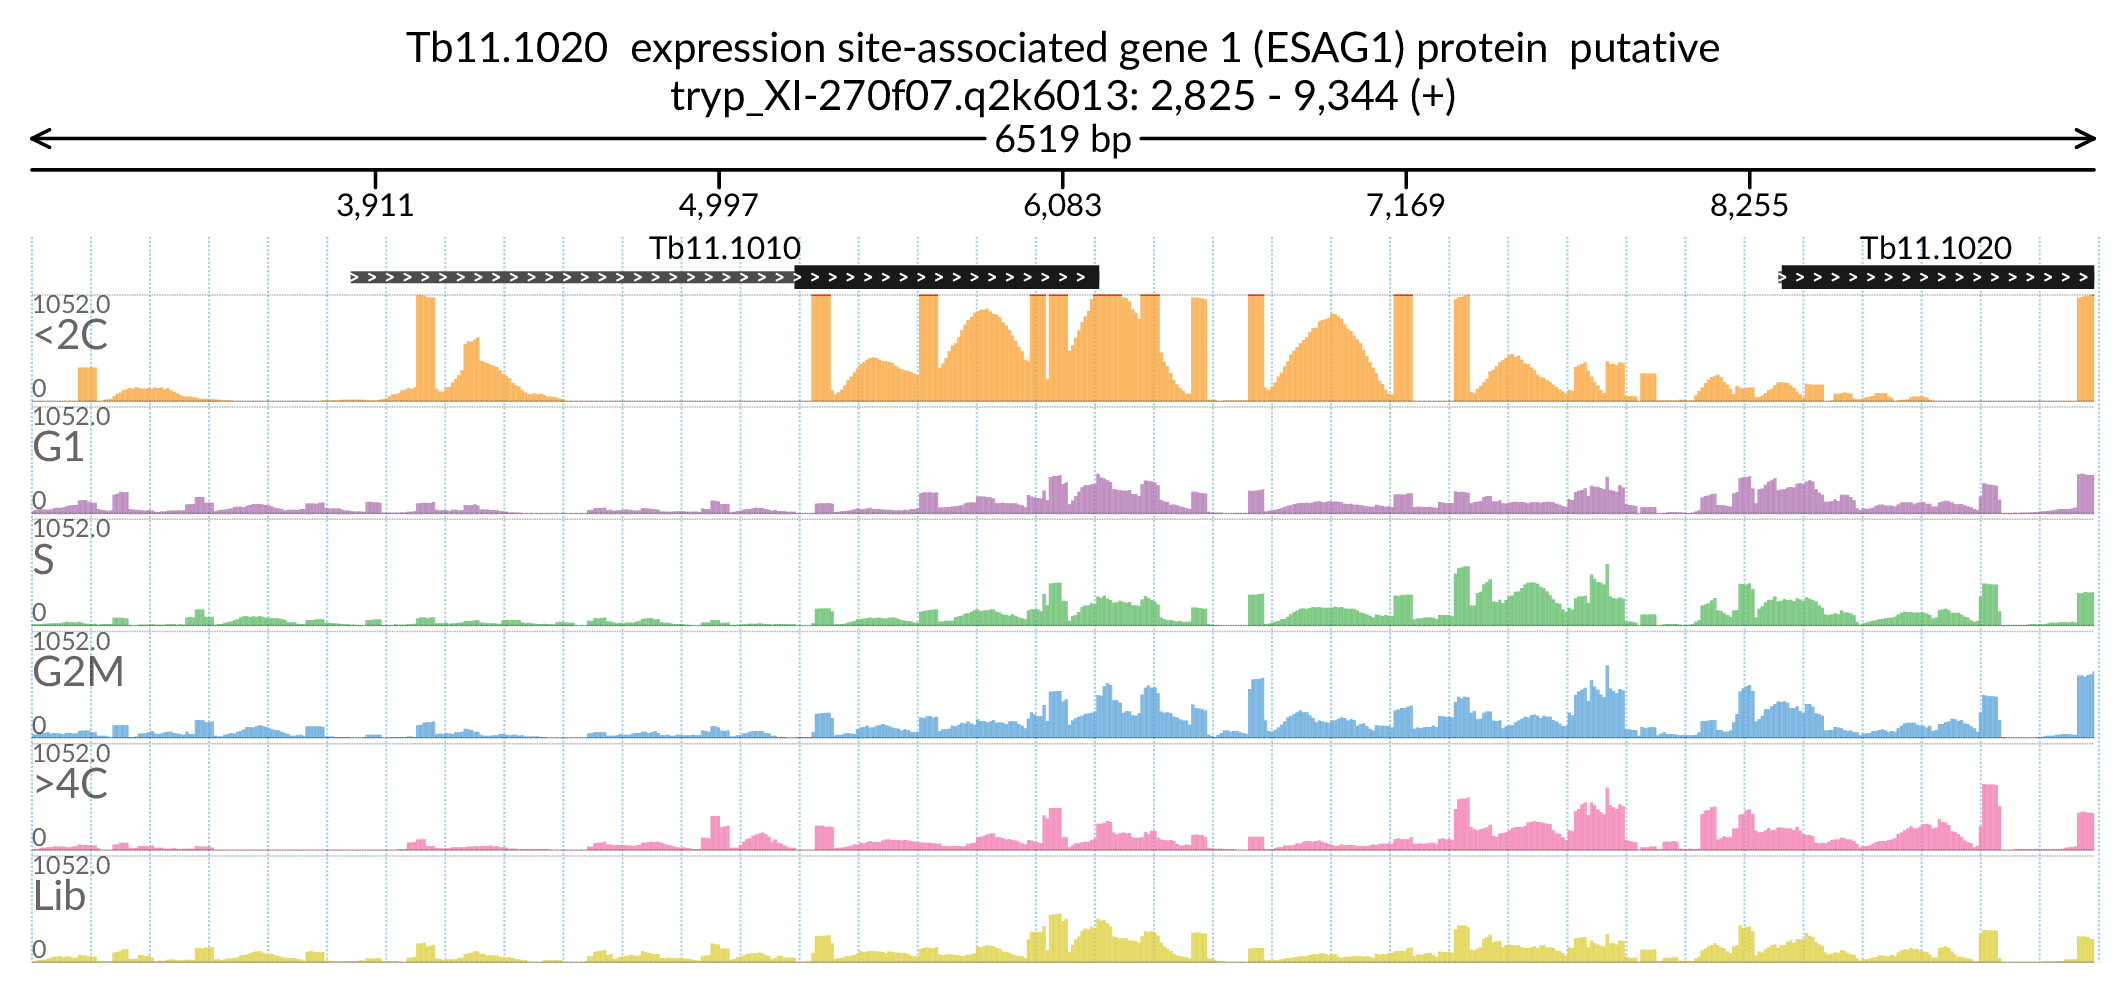 Tb11.1020 expression site-associated gene 1 (ESAG1) protein putative
tryp_XI-270f07.q2k6013: 2,825 - 9,344 (+)
6519 bp
3,911 4,997 6,083 7,169 8,255
Tb11.1010 Tb11.1020
1052.0
<2C
0
1052.0
G1
0
1052.0
S
0
1052.0
G2M
0
1052.0
>4C
0
1052.0
Lib
0